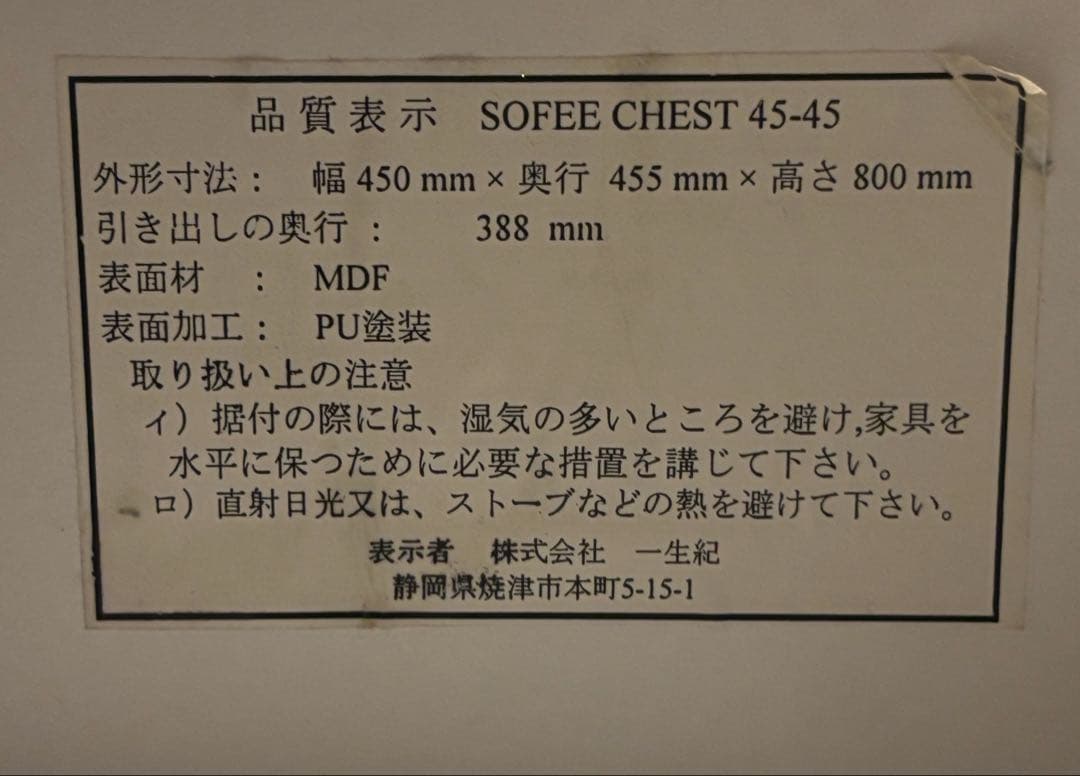 品質表示 SOFEE CHEST 45-45
外形寸法： 幅 450 mm × 奥行 455 mm × 高さ 800 mm
引き出しの奥行 ： 388 mm
表面材 ： MDF
表面加工： PU塗装
取り扱い上の注意
ィ）据付の際には、湿気の多いところを避け,家具を
水平に保つために必要な措置を講じて下さい。
ロ）直射日光又は、ストーブなどの熱を避けて下さい。
表示者 株式会社 一生紀
静岡県焼津市本町5-15-1